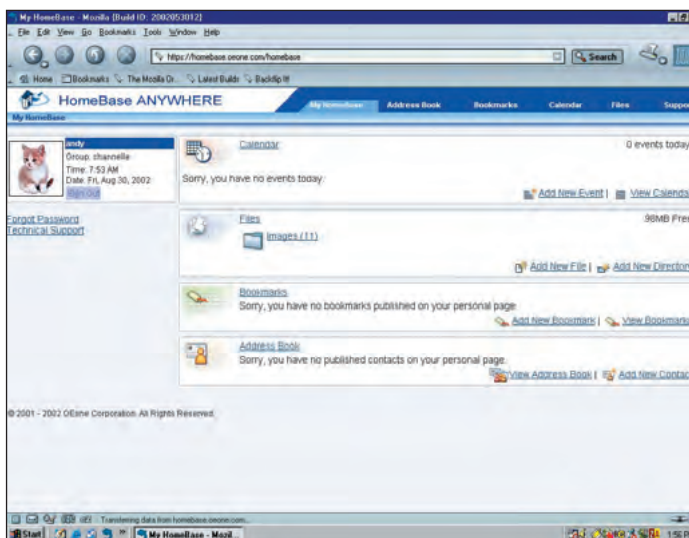 My HomeBase - Mozilla {Build ID: 2002053012}
File Edit View Go Bookmarks Tools Window Help
https://homebase.oeone.com/homebase Search
Home Bookmarks The Mozilla Or... Latest Builds Backflip It!
HomeBase ANYWHERE
My HomeBase Address Book Bookmarks Calendar Files Suppo
My HomeBase
andy
Group: shannelle
Time: 7:53 AM
Date: Fri, Aug 30, 2002
Sign Out
Forgot Password
Technical Support
Calendar 0 events today
Sorry, you have no events today.
Add New Event | View Calenda
Files 98MB Free
Images (11)
Add New File | Add New Director
Bookmarks
Sorry, you have no bookmarks published on your personal page
Add New Bookmark | View Bookmark
Address Book
Sorry, you have no published contacts on your personal page.
View Address Book | Add New Contac
© 2001 - 2002 OEone Corporation. All Rights Reserved.
Transferring data from homebase.oeone.com...
Start My HomeBase - Mozil... 1:56 P